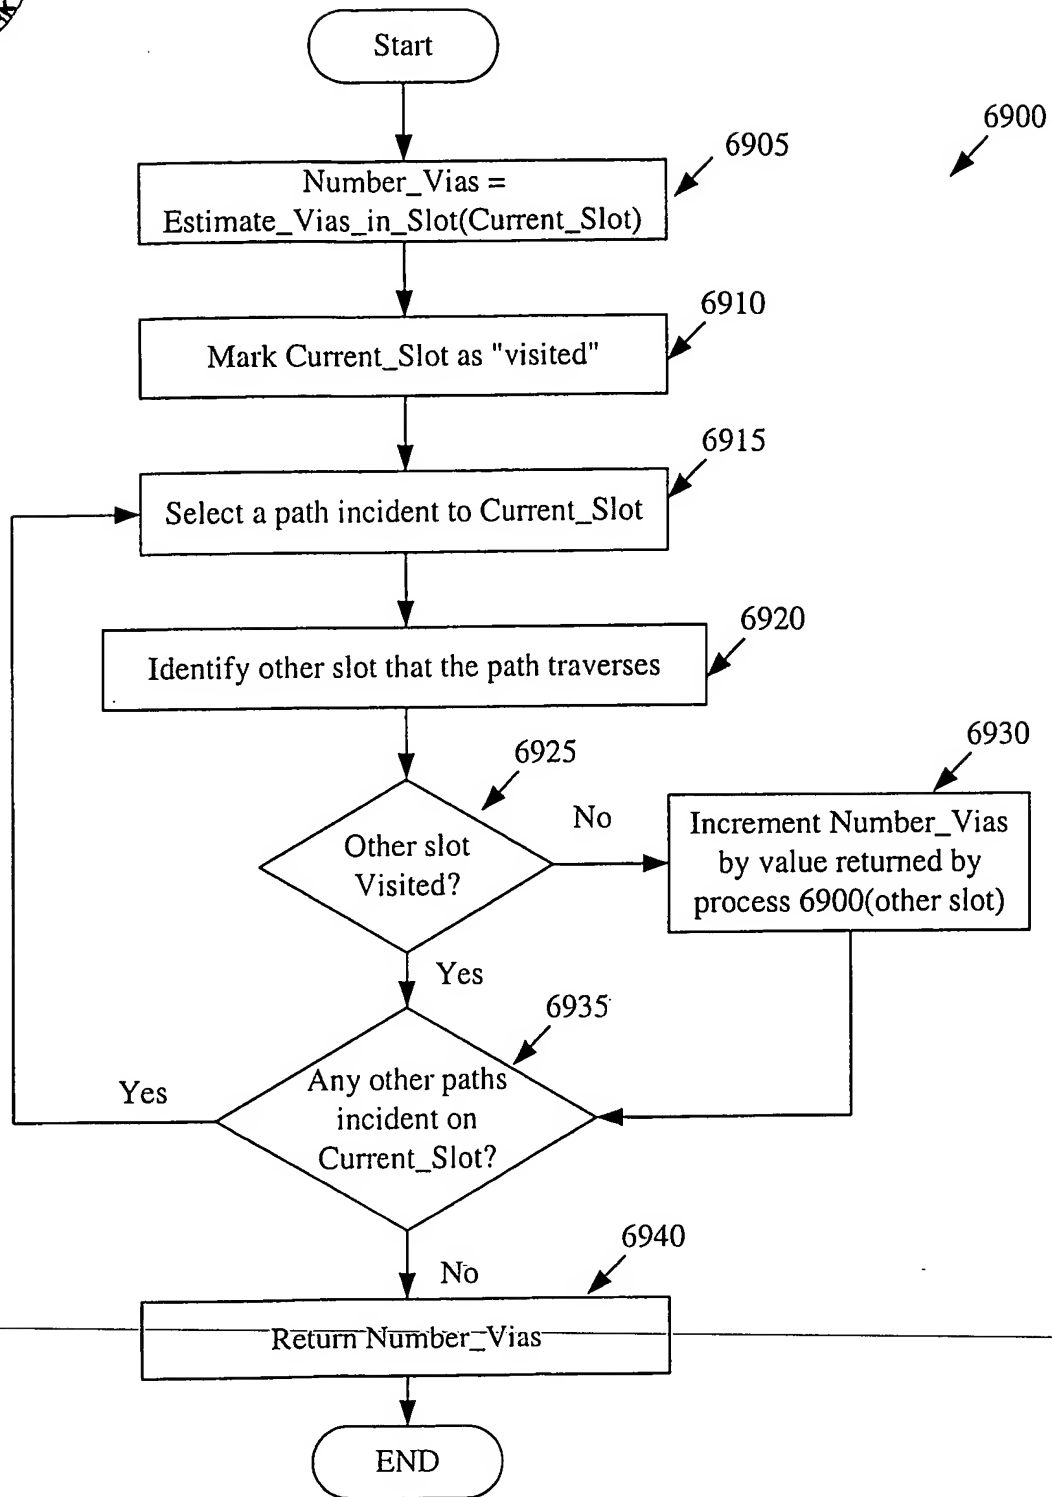 Start
6900
6905
Number_Vias =
Estimate_Vias_in_Slot(Current_Slot)
6910
Mark Current_Slot as "visited"
6915
Select a path incident to Current_Slot
6920
Identify other slot that the path traverses
6925
Other slot
Visited?
No
6930
Increment Number_Vias
by value returned by
process 6900(other slot)
Yes
6935
Any other paths
incident on
Current_Slot?
Yes
No
6940
Return Number_Vias
END